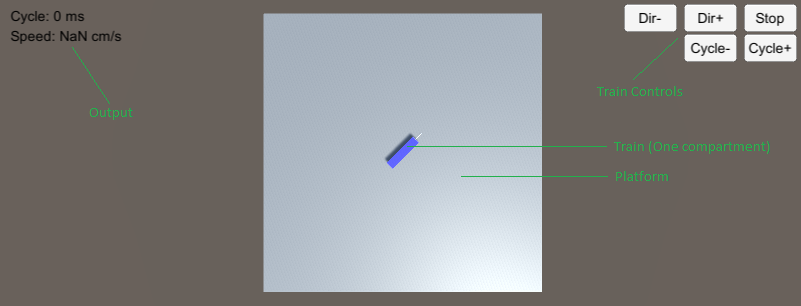 Cycle: 0 ms
Speed: NaN cm/s
Dir-
Dir+
Stop
Cycle-
Cycle+
Output
Train Controls
Train (One compartment)
Platform